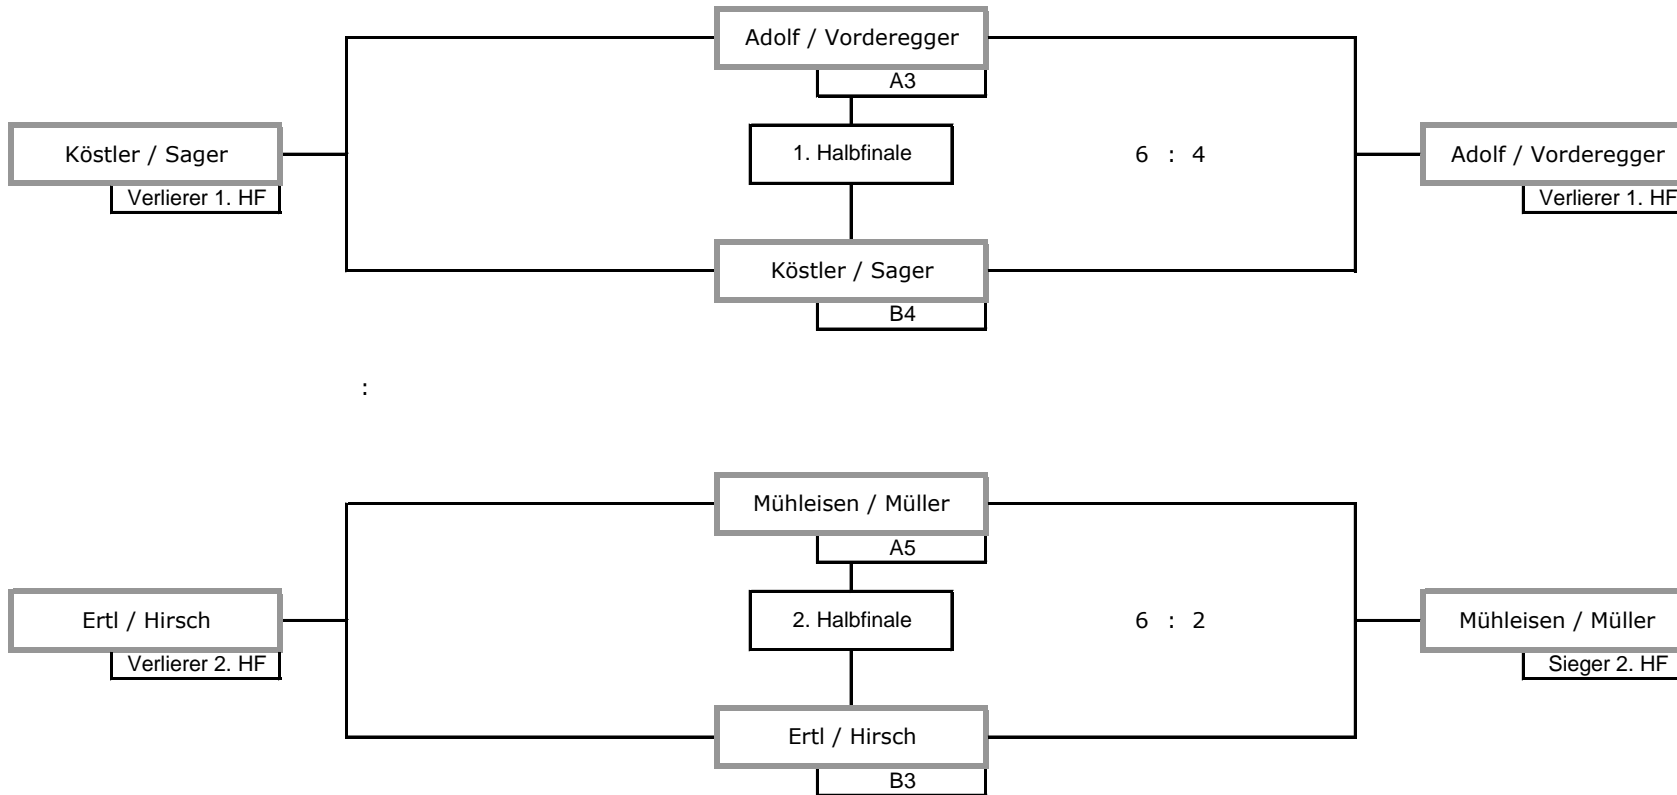 Adolf / Vorderegger
A3
Köstler / Sager
1. Halbfinale
6 : 4
Adolf / Vorderegger
Verlierer 1. HF
Verlierer 1. HF
Köstler / Sager
B4
:
Mühleisen / Müller
A5
Ertl / Hirsch
2. Halbfinale
6 : 2
Mühleisen / Müller
Verlierer 2. HF
Sieger 2. HF
Ertl / Hirsch
B3